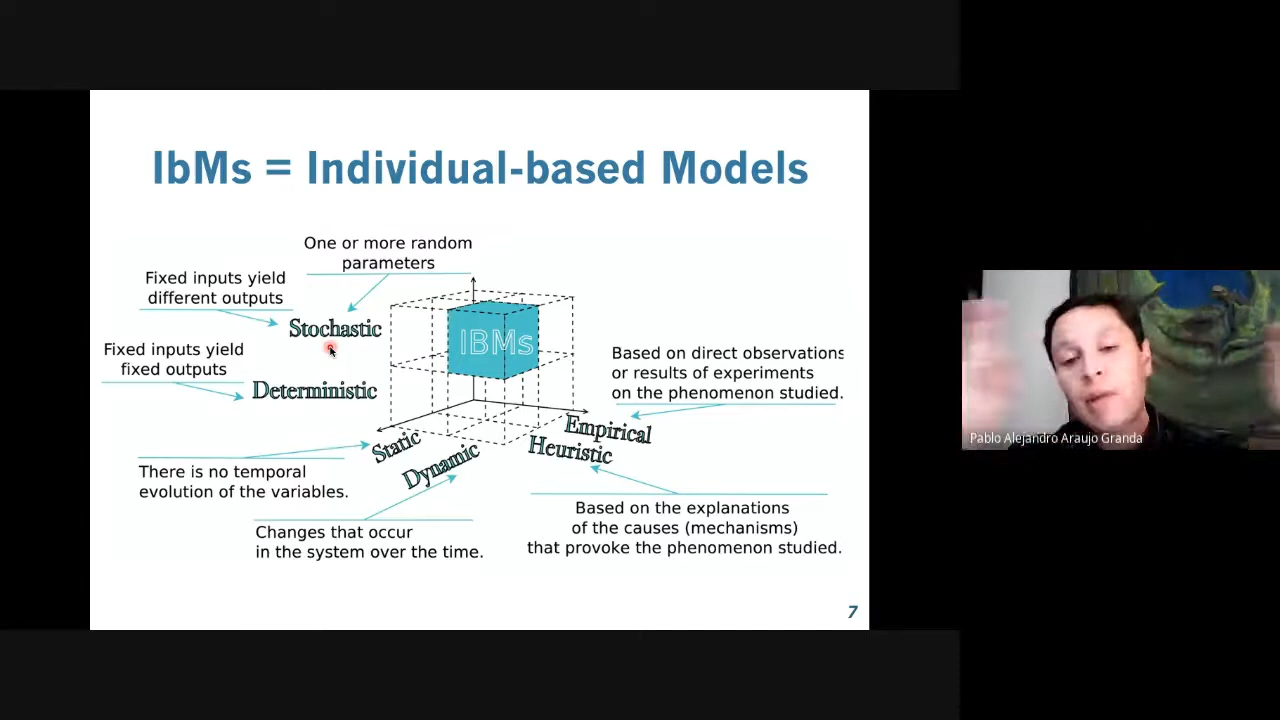 IbMs = Individual-based Models
One or more random
parameters
Fixed inputs yield
different outputs
Stochastic
IBMs
Fixed inputs yield
fixed outputs
Deterministic
Based on direct observations
or results of experiments
on the phenomenon studied.
Empirical
Heuristic
Static
Dynamic
There is no temporal
evolution of the variables.
Changes that occur
in the system over the time.
Based on the explanations
of the causes (mechanisms)
that provoke the phenomenon studied.
7
Pablo Alejandro Araujo Granda